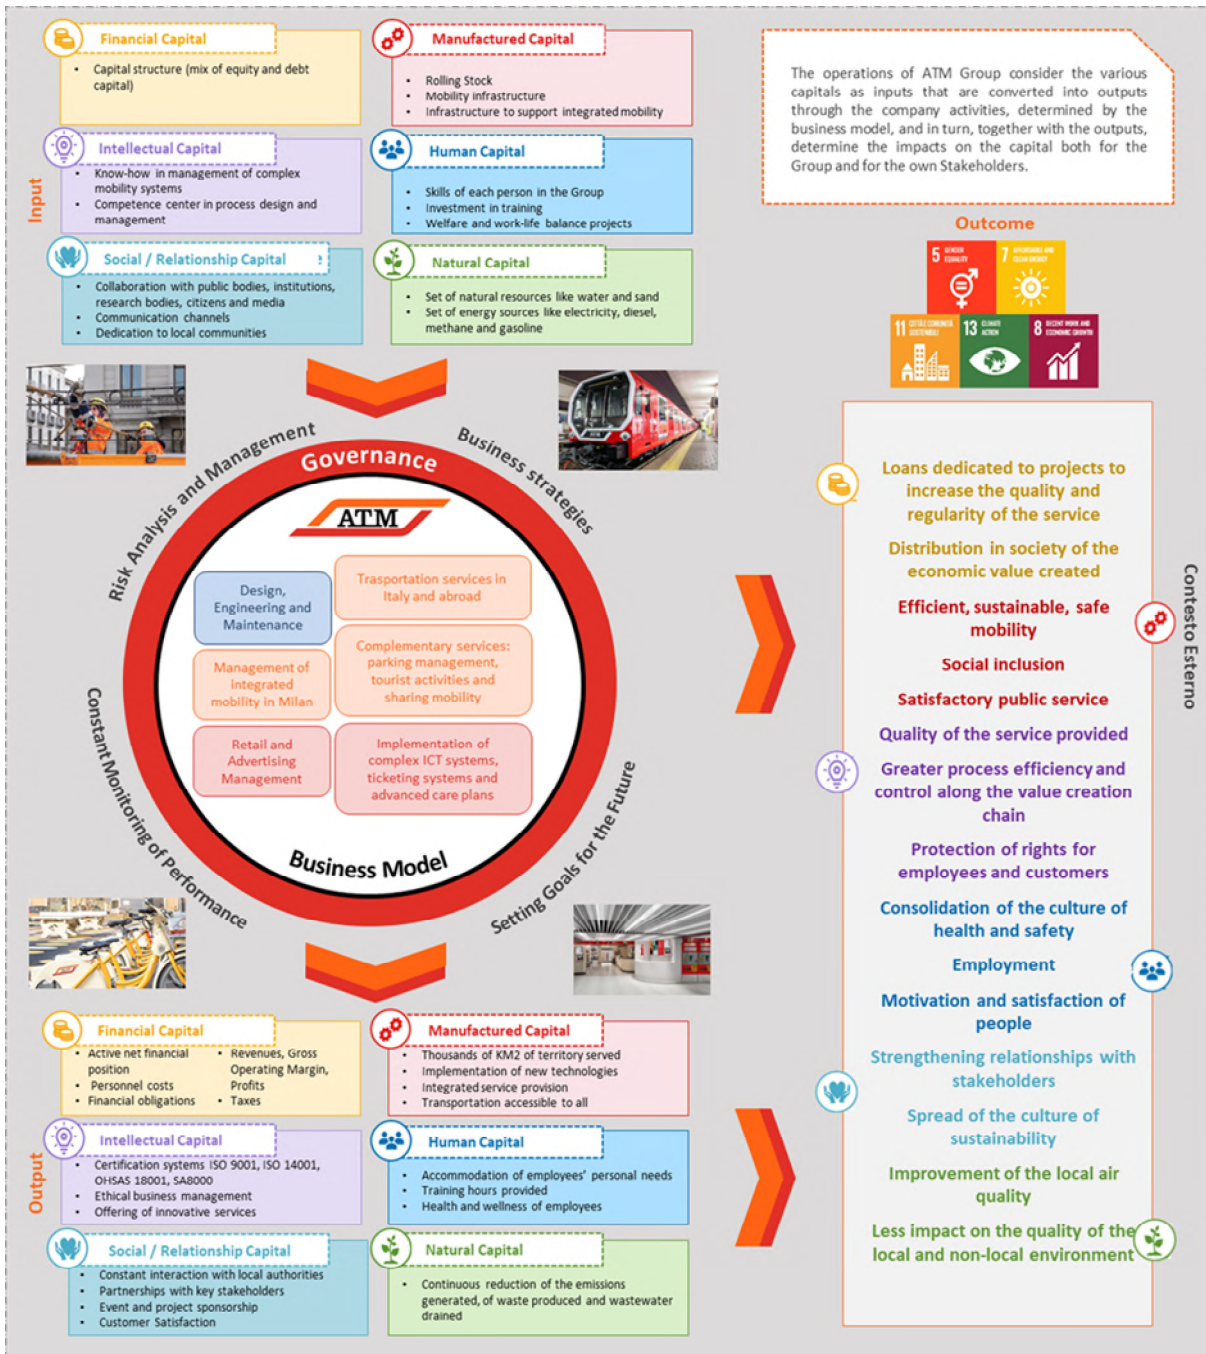 Financial Capital
• Capital structure (mix of equity and debt
capital)
Manufactured Capital
• Rolling Stock
• Mobility infrastructure
• Infrastructure to support integrated mobility
The operations of ATM Group consider the various
capitals as inputs that are converted into outputs
through the company activities, determined by the
business model, and in turn, together with the outputs,
determine the impacts on the capital both for the
Group and for the own Stakeholders.
Input
Intellectual Capital
• Know-how in management of complex
mobility systems
• Competence center in process design and
management
Human Capital
• Skills of each person in the Group
• Investment in training
• Welfare and work-life balance projects
Social / Relationship Capital
• Collaboration with public bodies, institutions,
research bodies, citizens and media
• Communication channels
• Dedication to local communities
Natural Capital
• Set of natural resources like water and sand
• Set of energy sources like electricity, diesel,
methane and gasoline
Outcome
5 GENDER
EQUALITY
7 AFFORDABLE AND
CLEAN ENERGY
11 CITTÀ E COMUNITÀ
SOSTENIBILI
13 CLIMATE
ACTION
8 DECENT WORK AND
ECONOMIC GROWTH
Risk Analysis and Management
Business strategies
Constant Monitoring of Performance
Setting Goals for the Future
Governance
ATM
Design,
Engineering and
Maintenance
Trasportation services in
Italy and abroad
Management of
integrated
mobility in Milan
Complementary services:
parking management,
tourist activities and
sharing mobility
Retail and
Advertising
Management
Implementation of
complex ICT systems,
ticketing systems and
advanced care plans
Business Model
Loans dedicated to projects to
increase the quality and
regularity of the service
Distribution in society of the
economic value created
Efficient, sustainable, safe
mobility
Social inclusion
Satisfactory public service
Quality of the service provided
Greater process efficiency and
control along the value creation
chain
Protection of rights for
employees and customers
Consolidation of the culture of
health and safety
Employment
Motivation and satisfaction of
people
Strengthening relationships with
stakeholders
Spread of the culture of
sustainability
Improvement of the local air
quality
Less impact on the quality of the
local and non-local environment
Contesto Esterno
Output
Financial Capital
• Active net financial
position
• Personnel costs
• Financial obligations
• Revenues, Gross
Operating Margin,
Profits
• Taxes
Manufactured Capital
• Thousands of KM2 of territory served
• Implementation of new technologies
• Integrated service provision
• Transportation accessible to all
Intellectual Capital
• Certification systems ISO 9001, ISO 14001,
OHSAS 18001, SA8000
• Ethical business management
• Offering of innovative services
Human Capital
• Accommodation of employees’ personal needs
• Training hours provided
• Health and wellness of employees
Social / Relationship Capital
• Constant interaction with local authorities
• Partnerships with key stakeholders
• Event and project sponsorship
• Customer Satisfaction
Natural Capital
• Continuous reduction of the emissions
generated, of waste produced and wastewater
drained